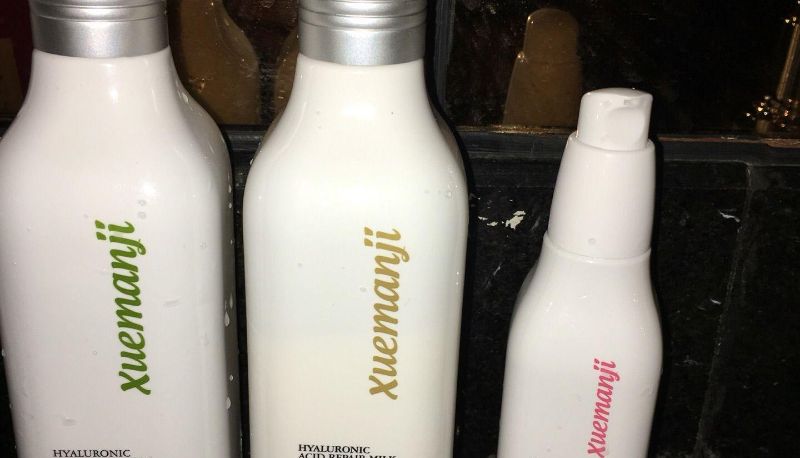 xuemanji
HYALURONIC
xuemanji
HYALURONIC
ACID REPAIR MILK
xuemanji